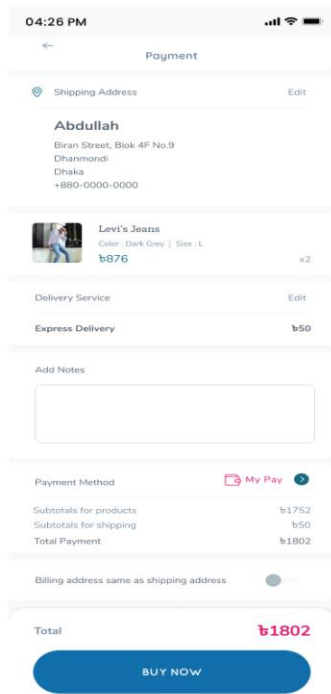 04:26 PM
Payment
Shipping Address Edit
Abdullah
Biran Street, Blok 4F No.9
Dhanmondi
Dhaka
+880-0000-0000
Levi's Jeans
Color : Dark Grey | Size : L
৳876 x2
Delivery Service Edit
Express Delivery ৳50
Add Notes
Payment Method My Pay
Subtotals for products ৳1752
Subtotals for shipping ৳50
Total Payment ৳1802
Billing address same as shipping address
Total ৳1802
BUY NOW